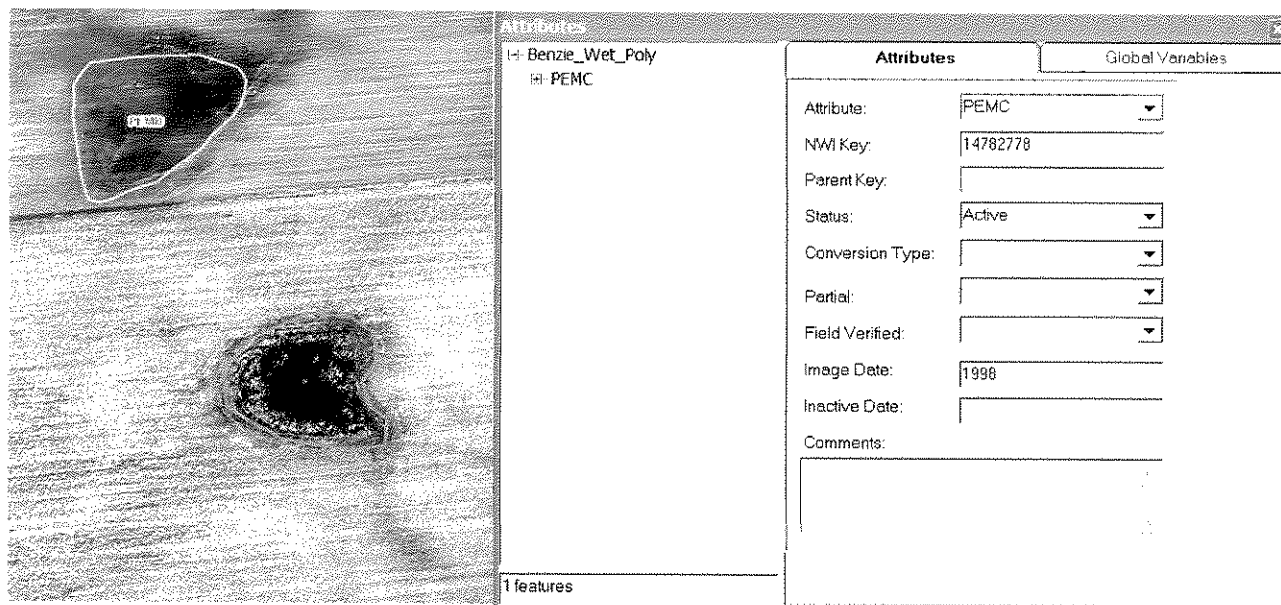 Attributes
Benzie_Wet_Poly
PEMC
1 features
Attributes Global Variables
Attribute: PEMC
NWI Key: 14782778
Parent Key:
Status: Active
Conversion Type:
Partial:
Field Verified:
Image Date: 1998
Inactive Date:
Comments: